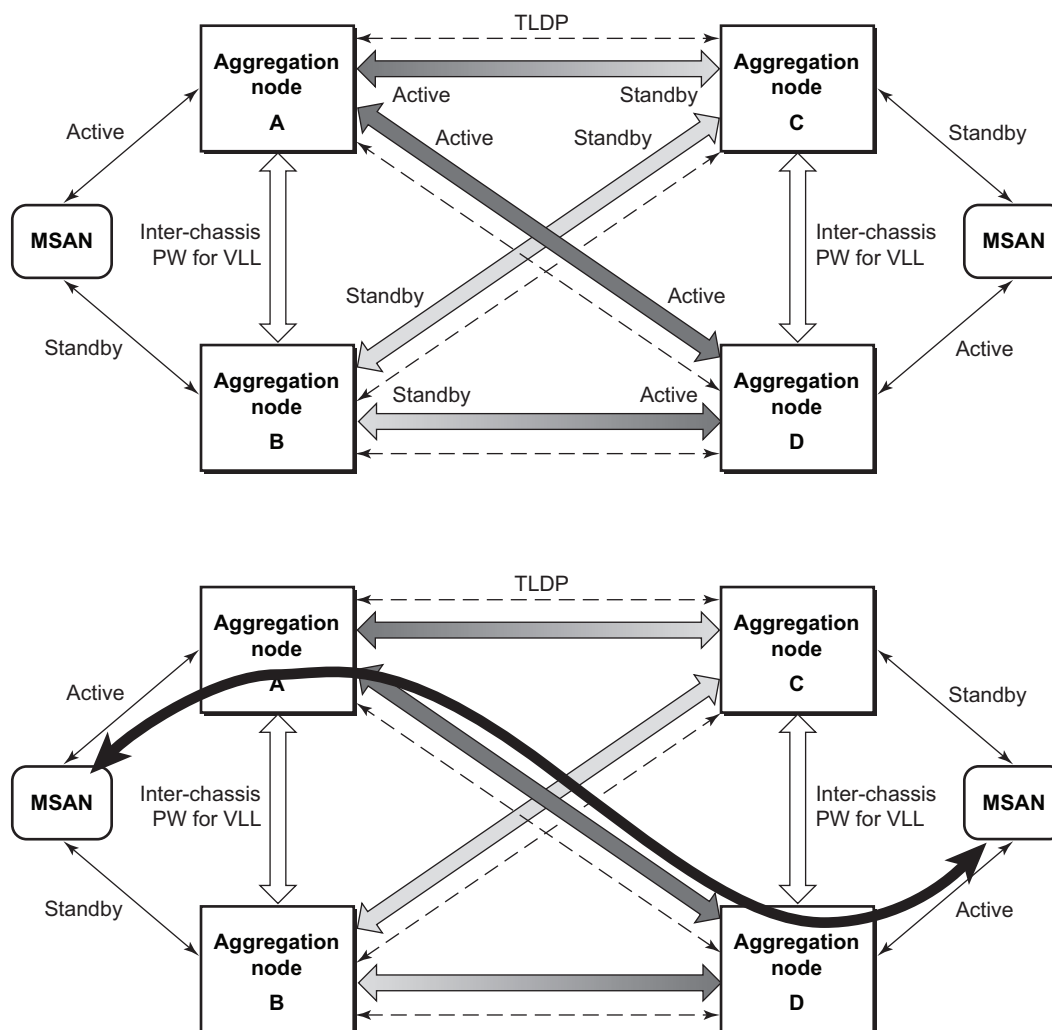 TLDP
Aggregation
node
A
Aggregation
node
C
Active
Standby
Active
Active
Standby
Standby
MSAN
Inter-chassis
PW for VLL
Inter-chassis
PW for VLL
MSAN
Standby
Standby
Active
Active
Aggregation
node
B
Standby
Active
Aggregation
node
D
TLDP
Aggregation
node
A
Aggregation
node
C
Active
Standby
MSAN
Inter-chassis
PW for VLL
Inter-chassis
PW for VLL
MSAN
Standby
Active
Aggregation
node
B
Aggregation
node
D